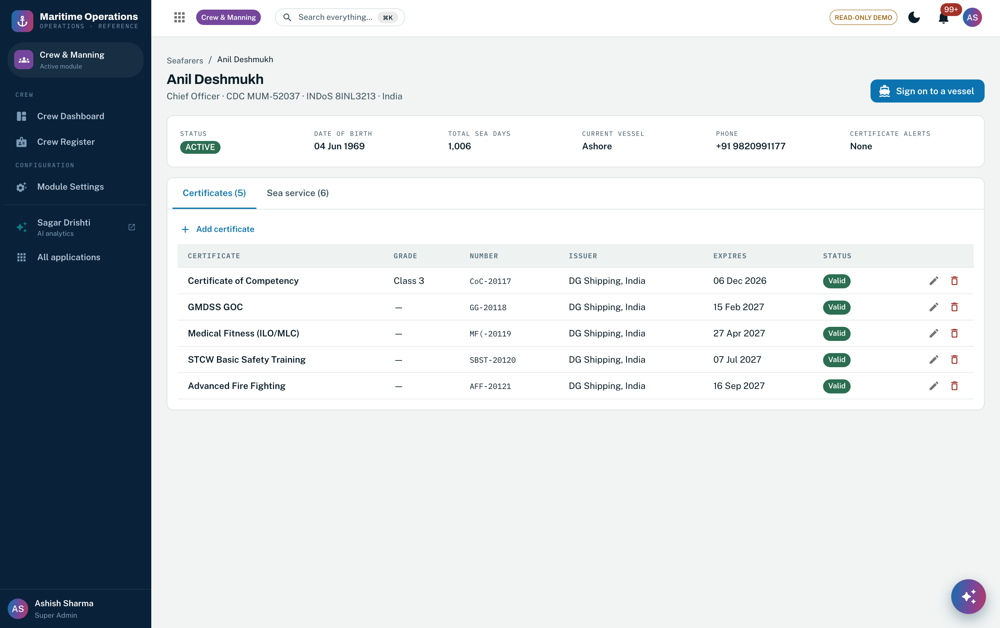 Maritime Operations
OPERATIONS · REFERENCE
Crew & Manning
Active module
CREW
Crew Dashboard
Crew Register
CONFIGURATION
Module Settings
Sagar Drishti
AI analytics
All applications
Ashish Sharma
Super Admin
AS
Crew & Manning
Search everything... ⌘K
READ-ONLY DEMO
99+
AS
Seafarers / Anil Deshmukh
Anil Deshmukh
Chief Officer · CDC MUM-52037 · INDoS 8INL3213 · India
Sign on to a vessel
STATUS DATE OF BIRTH TOTAL SEA DAYS CURRENT VESSEL PHONE CERTIFICATE ALERTS
ACTIVE 04 Jun 1969 1,006 Ashore +91 9820991177 None
Certificates (5) Sea service (6)
+ Add certificate
CERTIFICATE GRADE NUMBER ISSUER EXPIRES STATUS
Certificate of Competency Class 3 CoC-20117 DG Shipping, India 06 Dec 2026 Valid
GMDSS GOC — GG-20118 DG Shipping, India 15 Feb 2027 Valid
Medical Fitness (ILO/MLC) — MF(-20119 DG Shipping, India 27 Apr 2027 Valid
STCW Basic Safety Training — SBST-20120 DG Shipping, India 07 Jul 2027 Valid
Advanced Fire Fighting — AFF-20121 DG Shipping, India 16 Sep 2027 Valid